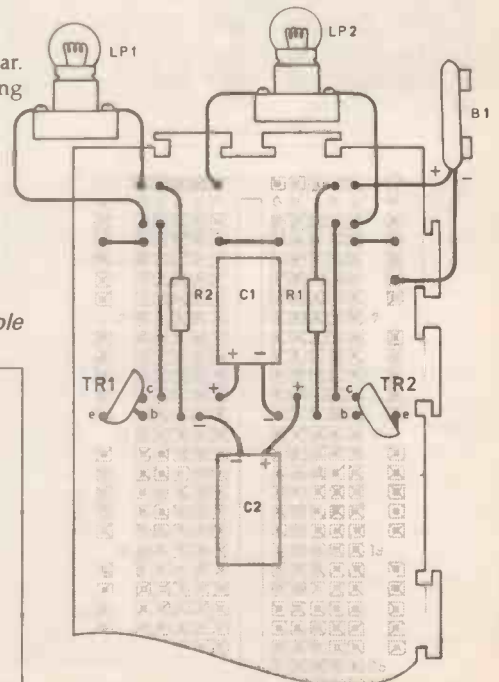 ar.
ng
LP1
LP2
B1
+
–
R2
C1
R1
+ –
TR1
c
+
+
c
TR2
e
b
–
–
b
e
– +
C2
ple